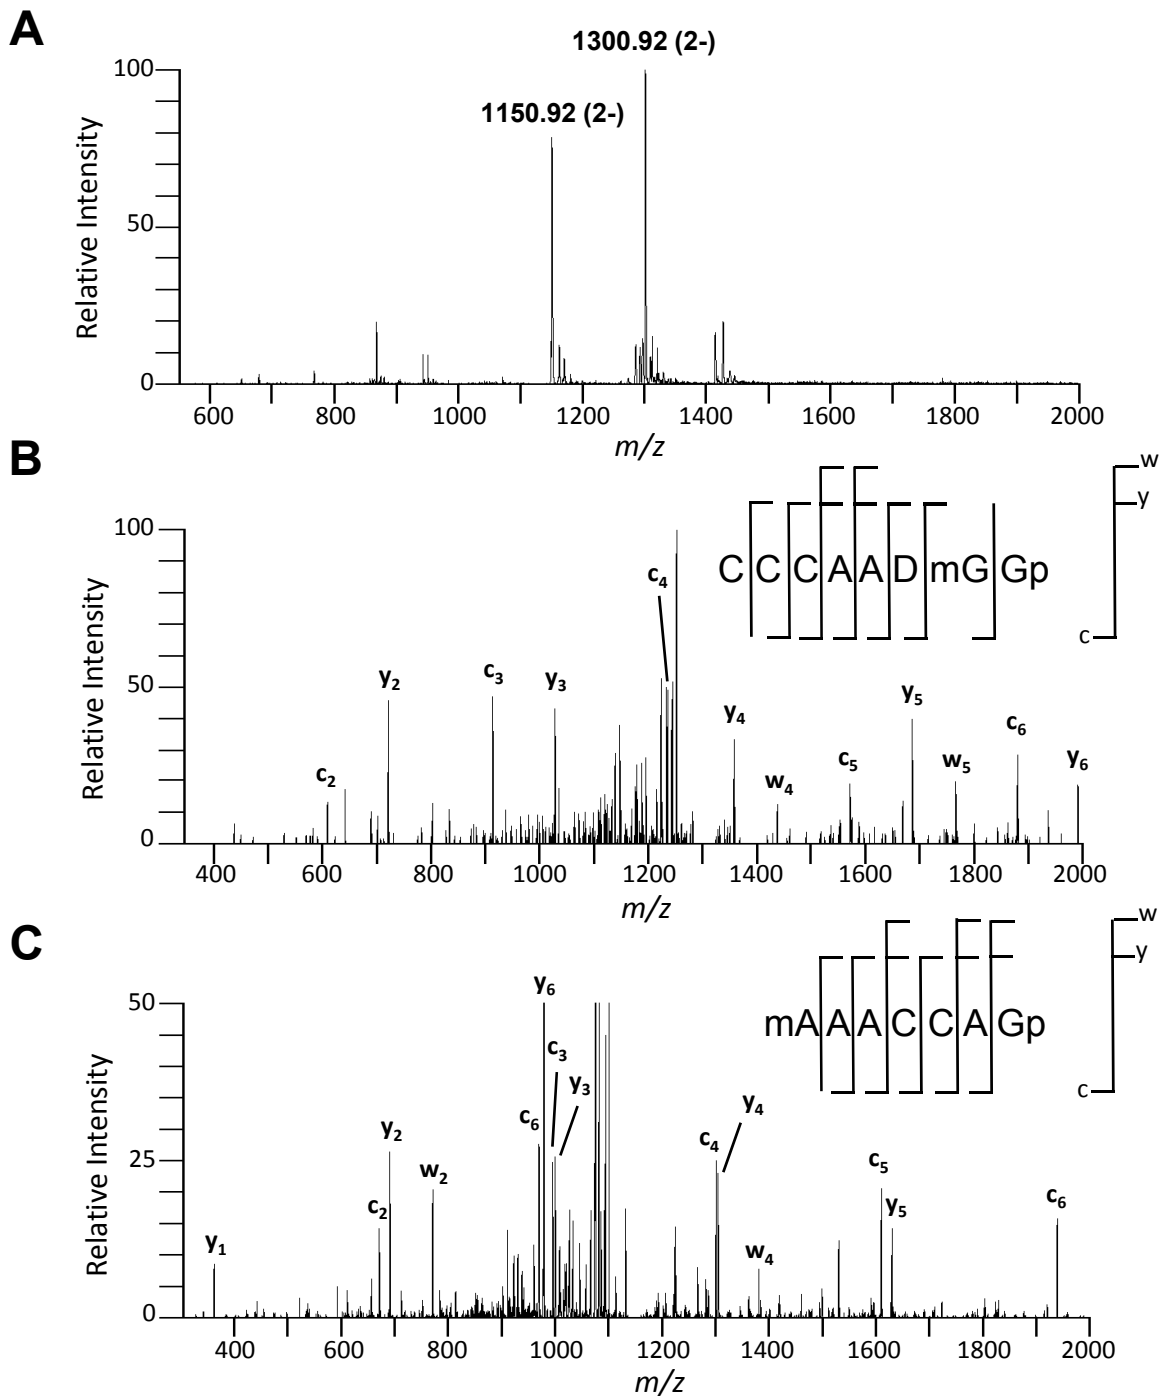 A
1300.92 (2-)
1150.92 (2-)
100
50
0
Relative Intensity
600 800 1000 1200 1400 1600 1800 2000
m/z
B
w
y
c
C C C A A D mG Gp
100
50
0
Relative Intensity
c2 y2 c3 y3 c4 y4 w4 c5 y5 w5 c6 y6
400 600 800 1000 1200 1400 1600 1800 2000
m/z
C
w
y
c
mA A A C C A Gp
50
25
0
Relative Intensity
y1 c2 y2 w2 c6 y6 c3 y3 c4 y4 w4 c5 y5 c6
400 600 800 1000 1200 1400 1600 1800 2000
m/z